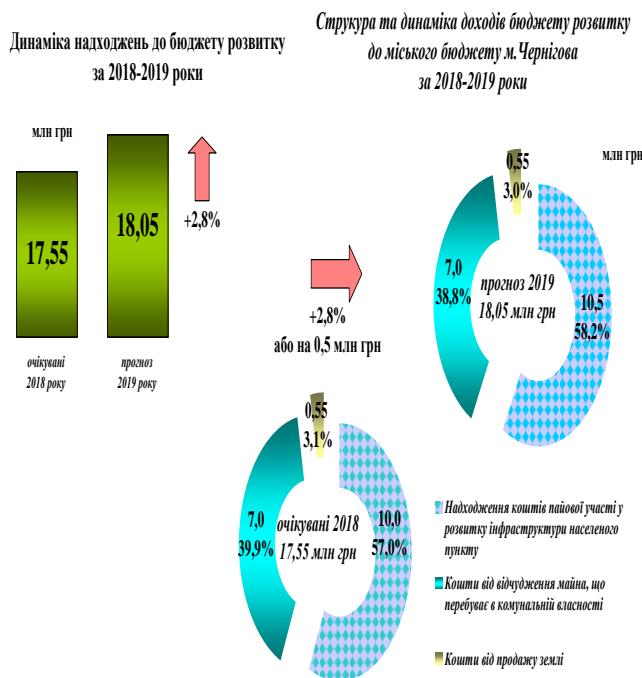 Динаміка надходжень до бюджету розвитку
за 2018-2019 роки
млн грн
17,55
18,05
+2,8%
очікувані
2018 року
прогноз
2019 року
Струкура та динаміка доходів бюджету розвитку
до міського бюджету м.Чернігова
за 2018-2019 роки
млн грн
0,55
3,0%
7,0
38,8%
прогноз 2019
18,05 млн грн
10,5
58,2%
+2,8%
або на 0,5 млн грн
0,55
3,1%
7,0
39,9%
очікувані 2018
17,55 млн грн
10,0
57,0%
Надходження коштів пайової участі у
розвитку інфраструктури населеного
пункту
Кошти від відчудження майна, що
перебуває в комунальній власності
Кошти від продажу землі